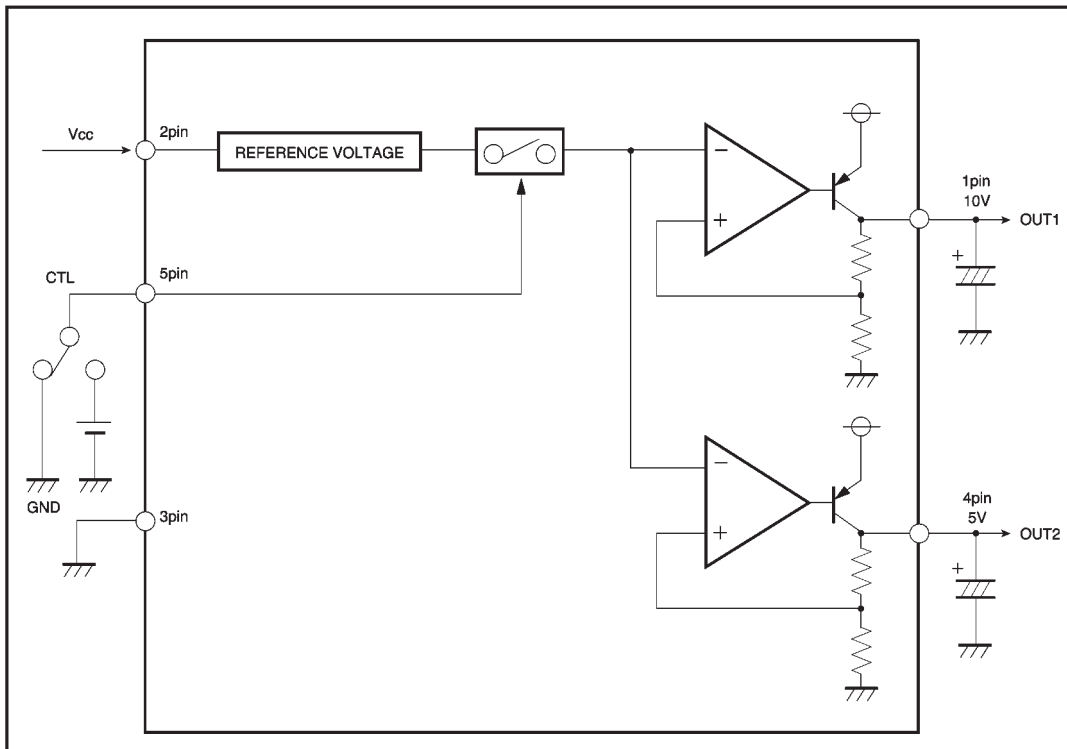 Vcc
2pin
REFERENCE VOLTAGE
−
+
1pin
10V
OUT1
+
CTL
5pin
GND
3pin
−
+
4pin
5V
OUT2
+